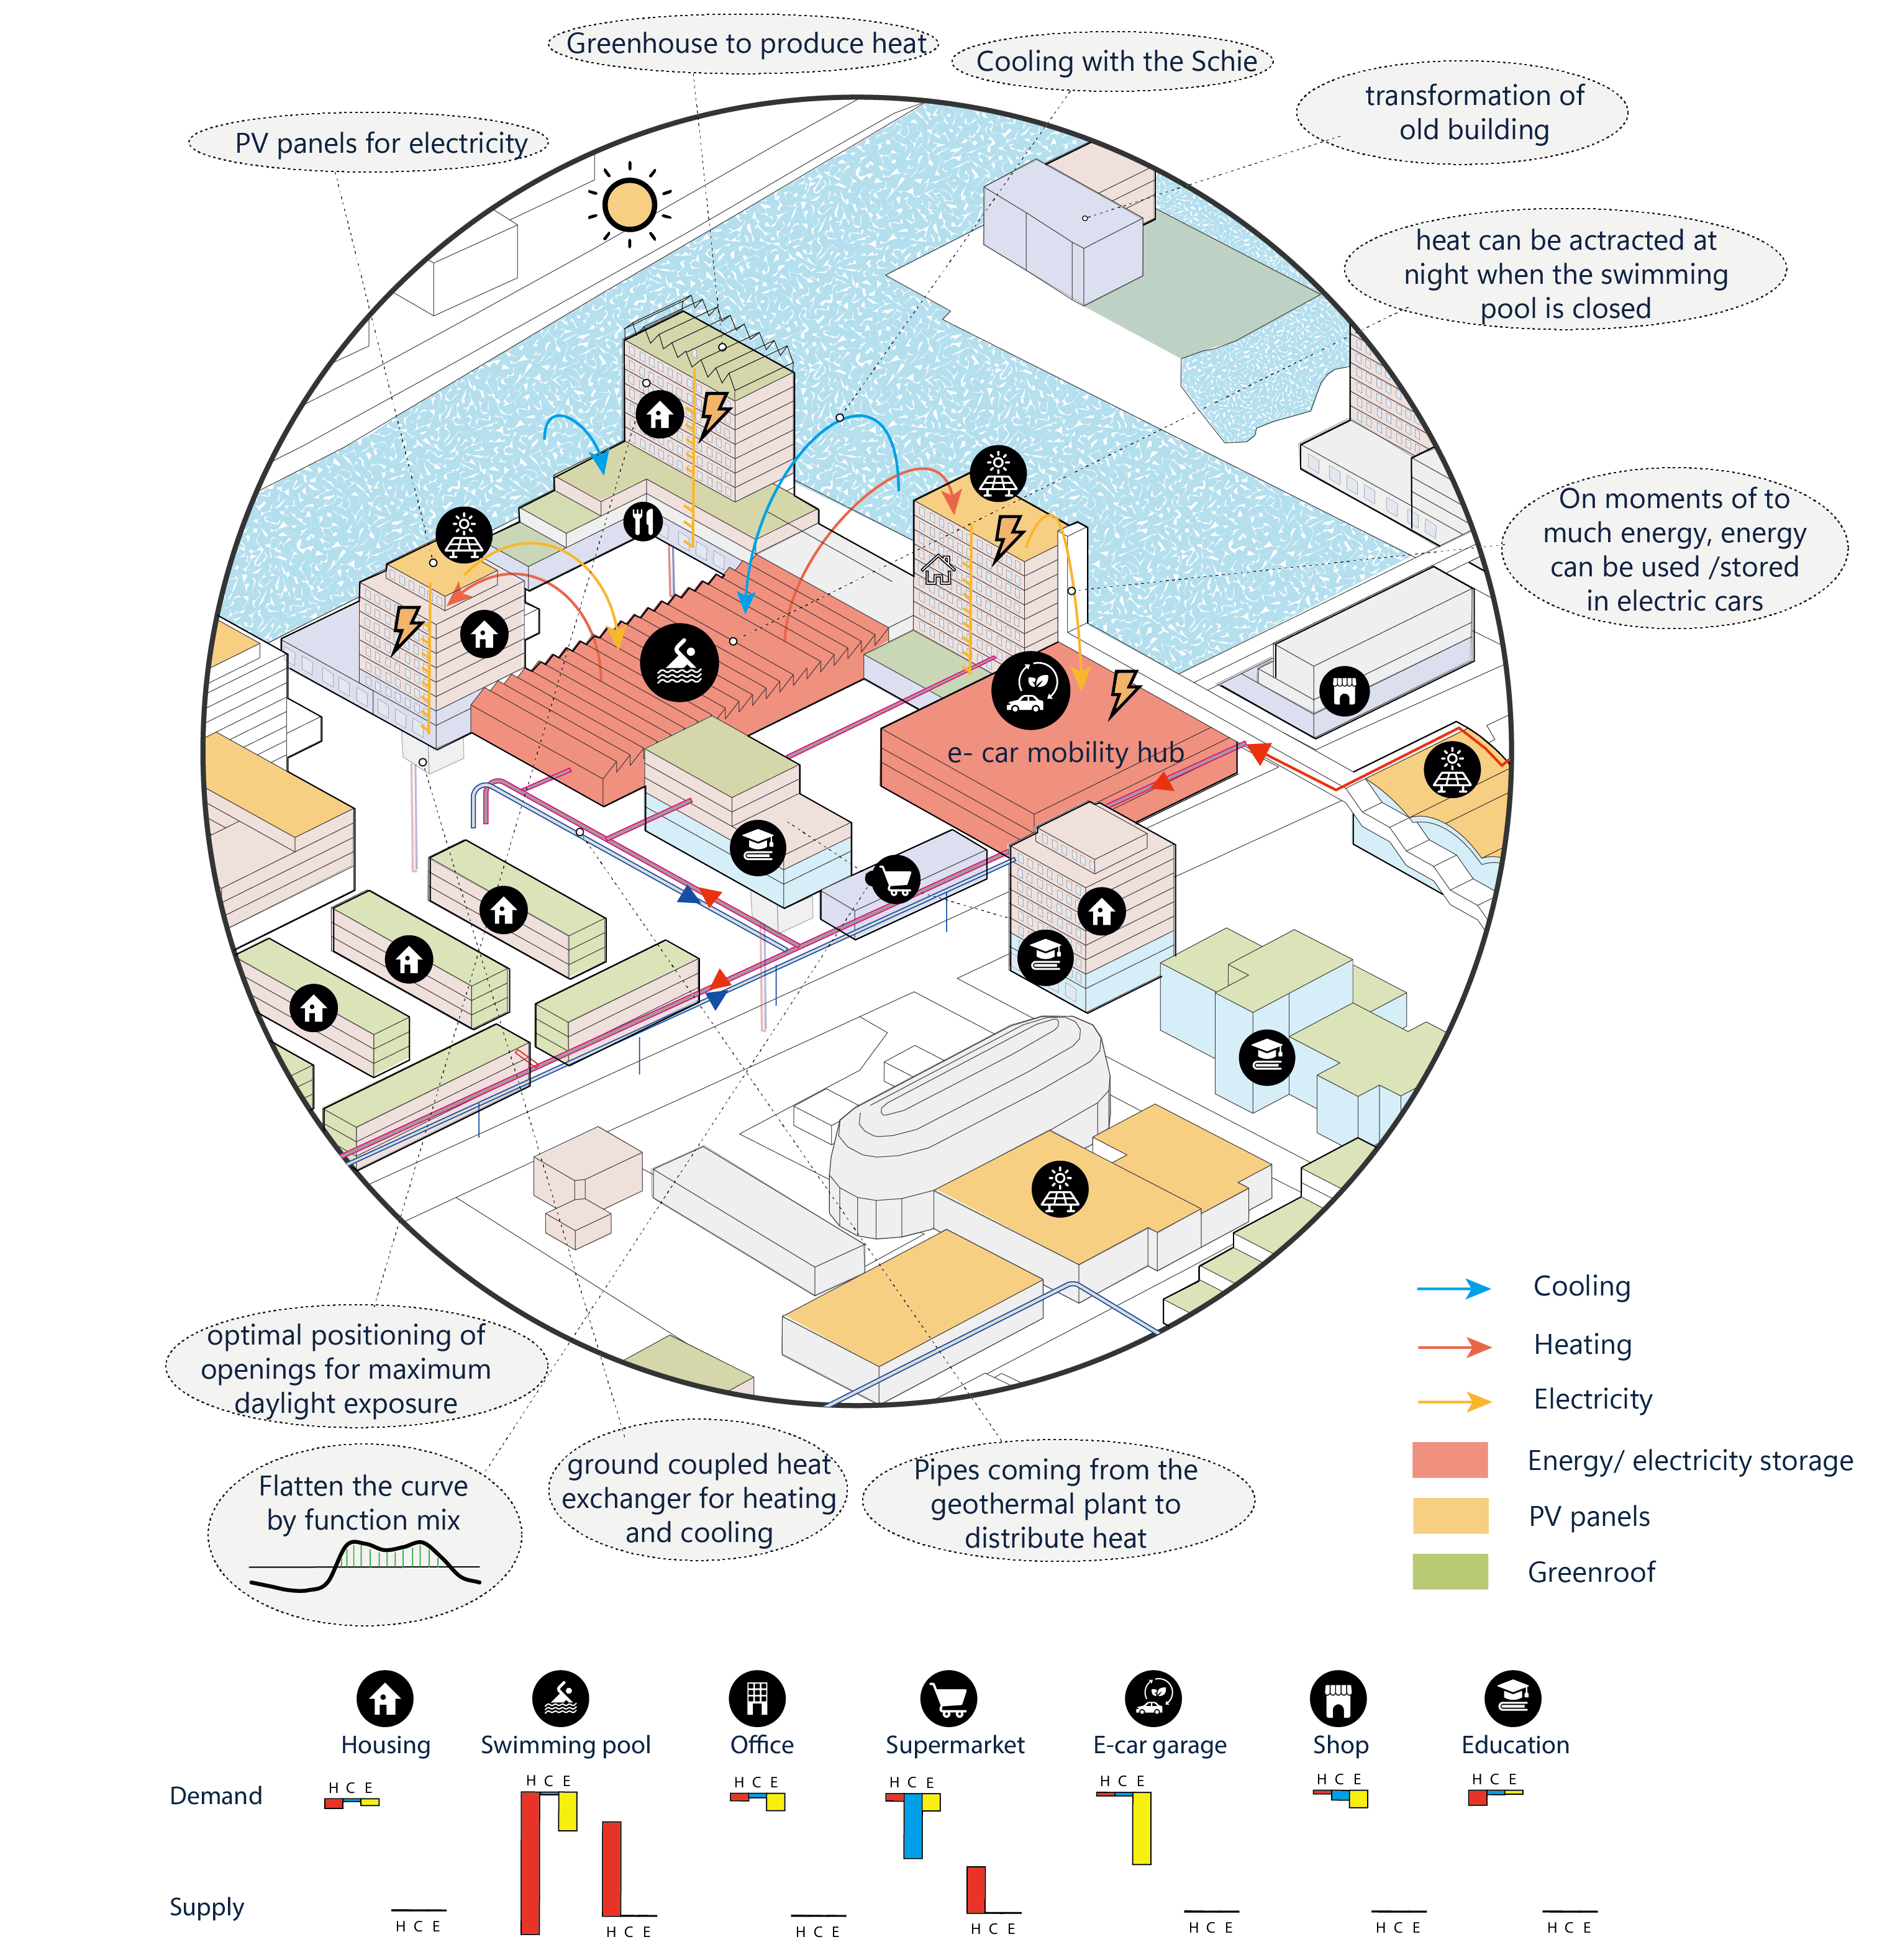 Greenhouse to produce heat
Cooling with the Schie
transformation of
old building
PV panels for electricity
heat can be actracted at
night when the swimming
pool is closed
On moments of to
much energy, energy
can be used /stored
in electric cars
e- car mobility hub
optimal positioning of
openings for maximum
daylight exposure
Flatten the curve
by function mix
ground coupled heat
exchanger for heating
and cooling
Pipes coming from the
geothermal plant to
distribute heat
Cooling
Heating
Electricity
Energy/ electricity storage
PV panels
Greenroof
Housing
Swimming pool
Office
Supermarket
E-car garage
Shop
Education
Demand
H C E
H C E
H C E
H C E
H C E
H C E
H C E
Supply
H C E
H C E
H C E
H C E
H C E
H C E
H C E